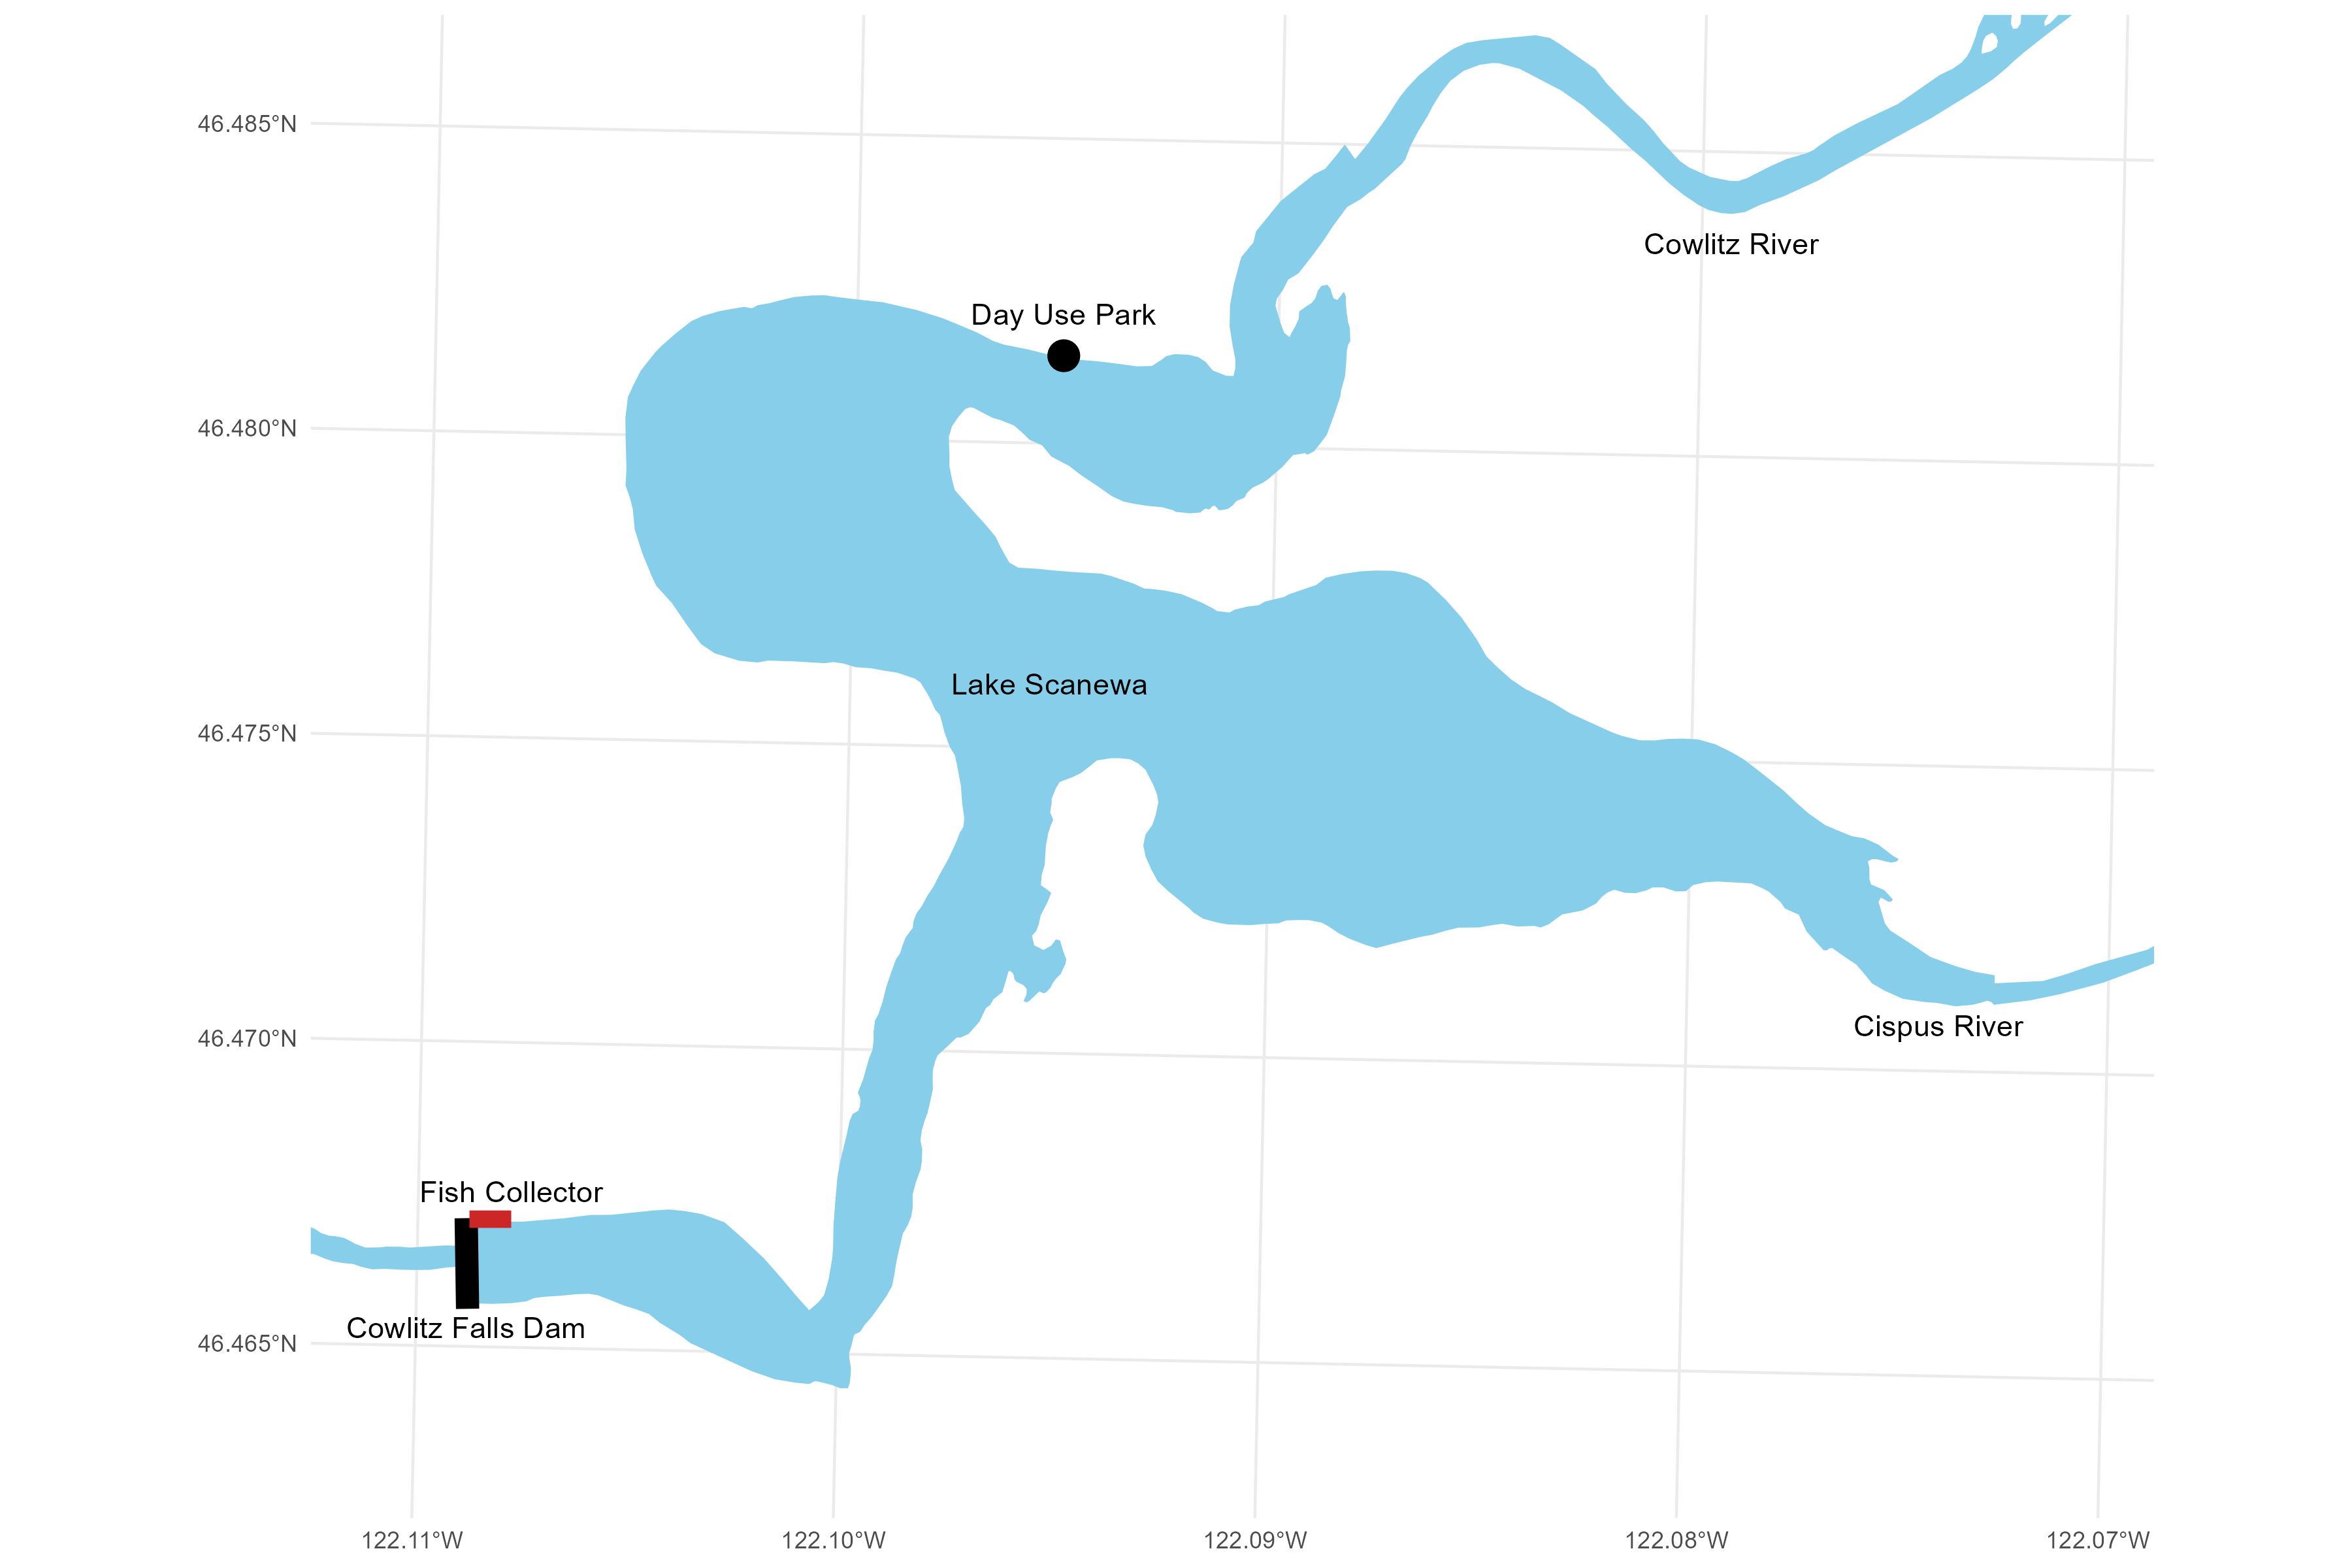 46.485°N
Cowlitz River
Day Use Park
46.480°N
Lake Scanewa
46.475°N
46.470°N
Cispus River
Fish Collector
Cowlitz Falls Dam
46.465°N
122.11°W
122.10°W
122.09°W
122.08°W
122.07°W